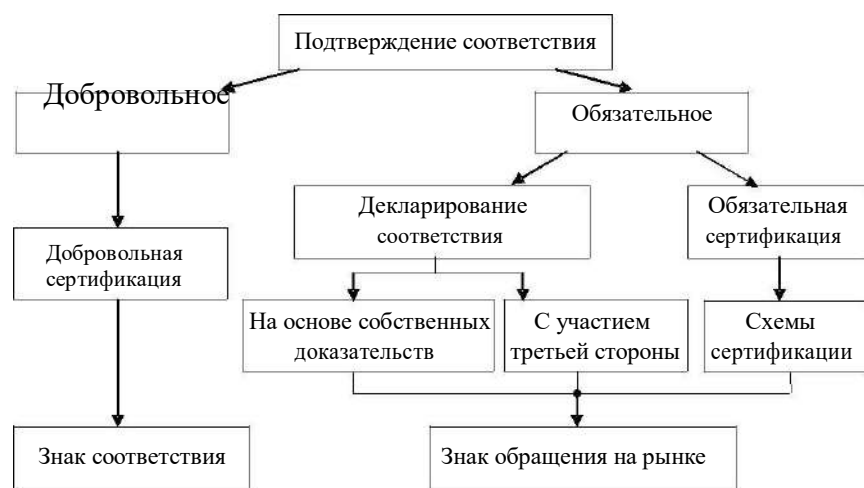 Подтверждение соответствия
Добровольное
Обязательное
Декларирование
соответствия
Обязательная
сертификация
Добровольная
сертификация
На основе собственных
доказательств
С участием
третьей стороны
Схемы
сертификации
Знак соответствия
Знак обращения на рынке